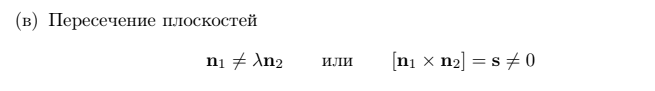 (в) Пересечение плоскостей
n₁ ≠ λn₂ или [n₁ × n₂] = s ≠ 0